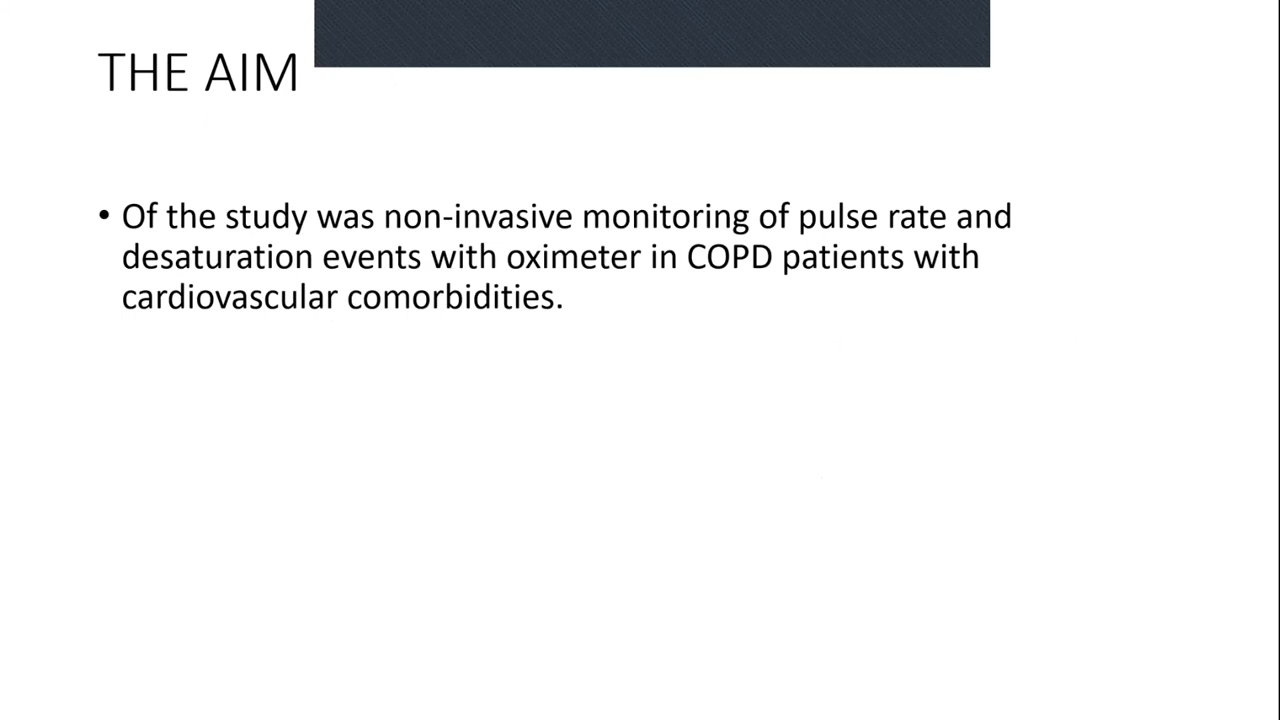 THE AIM
• Of the study was non-invasive monitoring of pulse rate and
desaturation events with oximeter in COPD patients with
cardiovascular comorbidities.